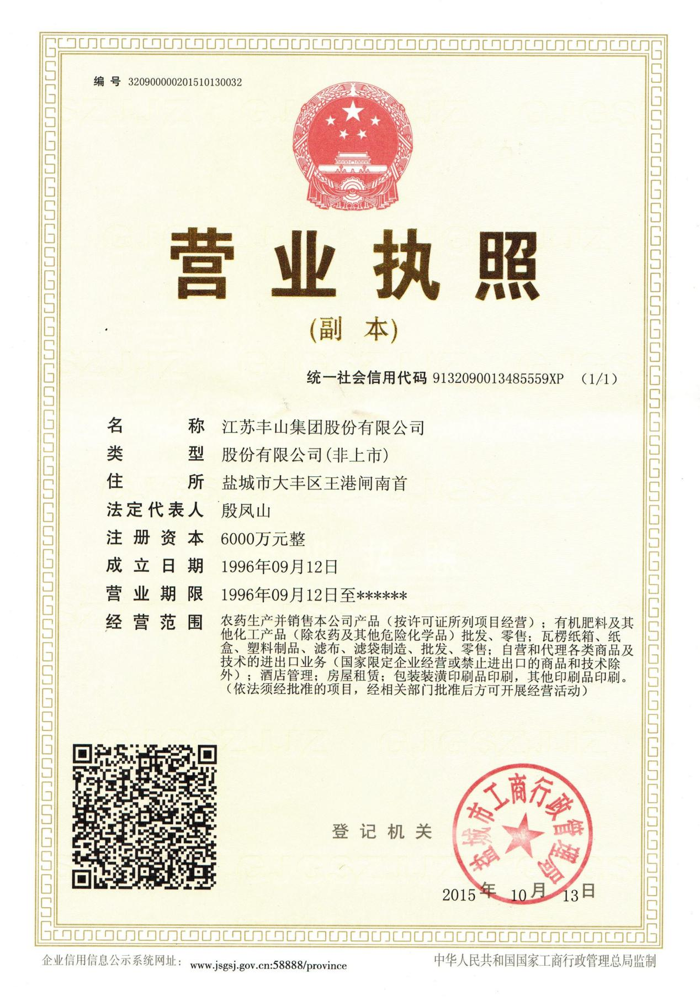 编号 320900000201510130032
营业执照
(副本)
统一社会信用代码 9132090013485559XP （1/1）
名称 江苏丰山集团股份有限公司
类型 股份有限公司(非上市)
住所 盐城市大丰区王港闸南首
法定代表人 殷凤山
注册资本 6000万元整
成立日期 1996年09月12日
营业期限 1996年09月12日至******
经营范围 农药生产并销售本公司产品（按许可证所列项目经营）；有机肥料及其
他化工产品（除农药及其他危险化学品）批发、零售；瓦楞纸箱、纸
盒、塑料制品、滤布、滤袋制造、批发、零售；自营和代理各类商品及
技术的进出口业务（国家限定企业经营或禁止进出口的商品和技术除
外）；酒店管理；房屋租赁；包装装潢印刷品印刷，其他印刷品印刷。
（依法须经批准的项目，经相关部门批准后方可开展经营活动）
登记机关
盐城市工商行政管理局
2015年10月13日
企业信用信息公示系统网址： www.jsgsj.gov.cn:58888/province
中华人民共和国国家工商行政管理总局监制